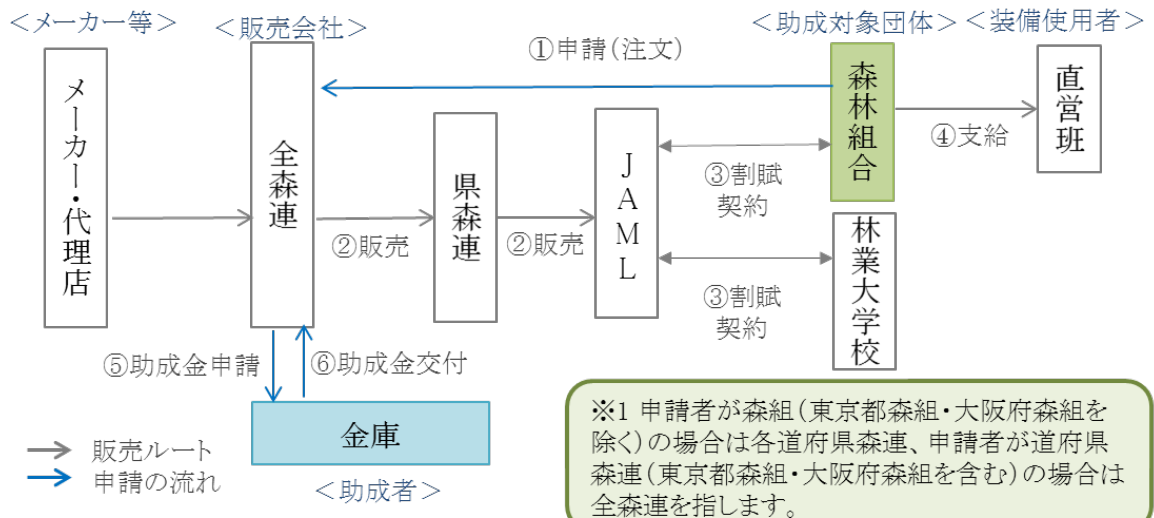 ＜メーカー等＞
＜販売会社＞
＜助成対象団体＞
＜装備使用者＞
①申請（注文）
メーカー・代理店
全森連
県森連
JAML
森林組合
直営班
④支給
③割賦
契約
②販売
②販売
林業大学校
③割賦
契約
⑤助成金申請
⑥助成金交付
金庫
＜助成者＞
販売ルート
申請の流れ
※1 申請者が森組（東京都森組・大阪府森組を
除く）の場合は各道府県森連、申請者が道府県
森連（東京都森組・大阪府森組を含む）の場合は
全森連を指します。